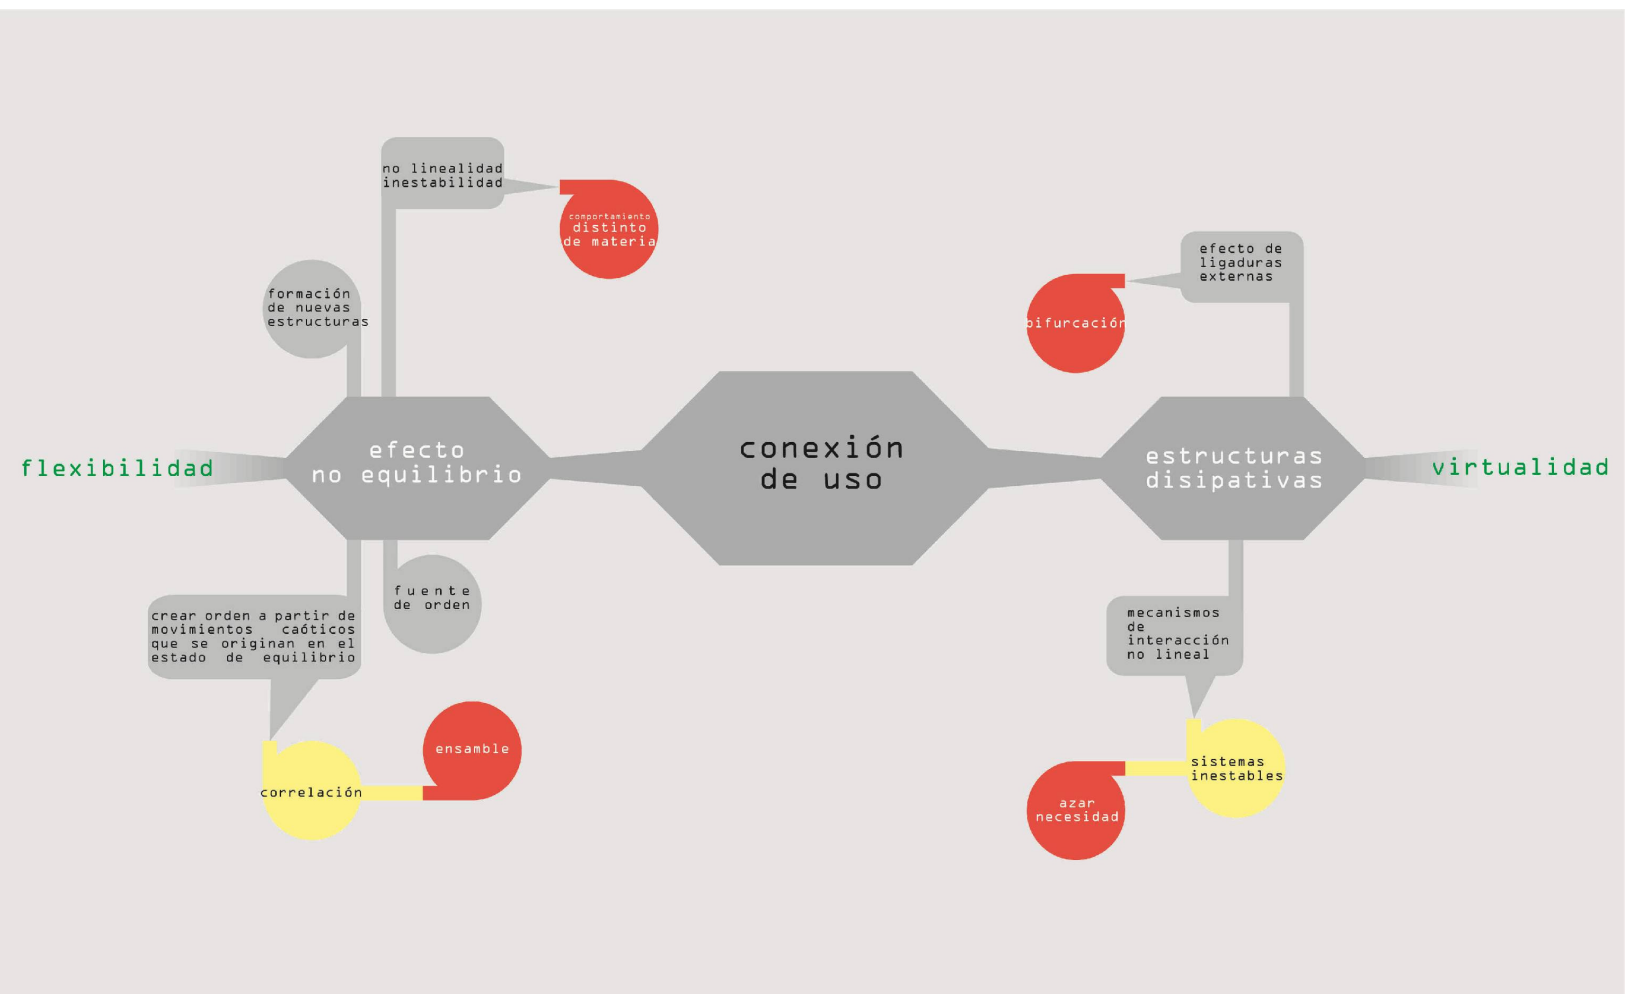 no linealidad
inestabilidad
comportamiento
distinto
de materia
formación
de nuevas
estructuras
efecto de
ligaduras
externas
bifurcación
flexibilidad
efecto
no equilibrio
conexión
de uso
estructuras
disipativas
virtualidad
fuente
de orden
crear orden a partir de
movimientos caóticos
que se originan en el
estado de equilibrio
correlación
ensamble
mecanismos
de
interacción
no lineal
sistemas
inestables
azar
necesidad